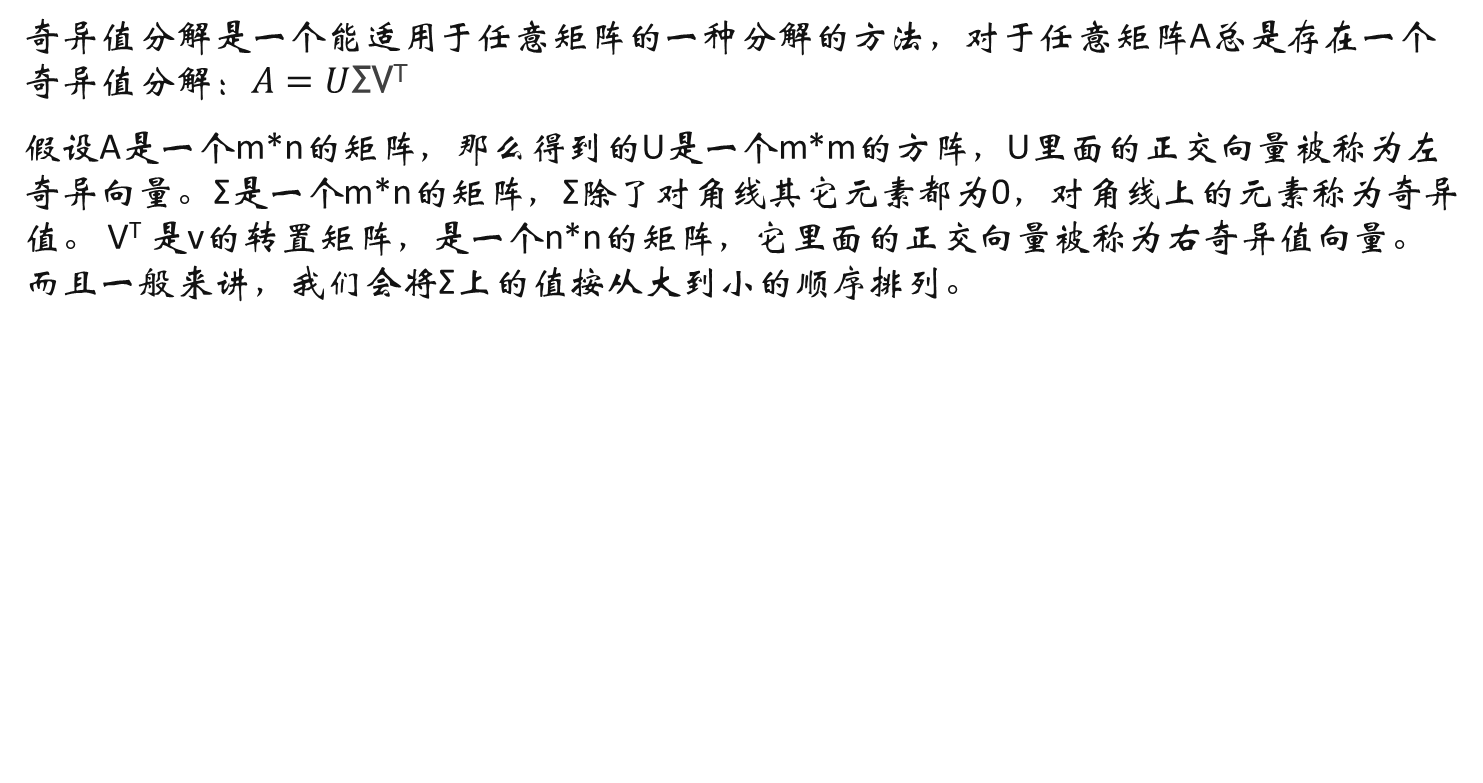 奇异值分解是一个能适用于任意矩阵的一种分解的方法，对于任意矩阵A总是存在一个
奇异值分解：A = UΣVᵀ
假设A是一个m*n的矩阵，那么得到的U是一个m*m的方阵，U里面的正交向量被称为左
奇异向量。Σ是一个m*n的矩阵，Σ除了对角线其它元素都为0，对角线上的元素称为奇异
值。 Vᵀ 是v的转置矩阵，是一个n*n的矩阵，它里面的正交向量被称为右奇异值向量。
而且一般来讲，我们会将Σ上的值按从大到小的顺序排列。